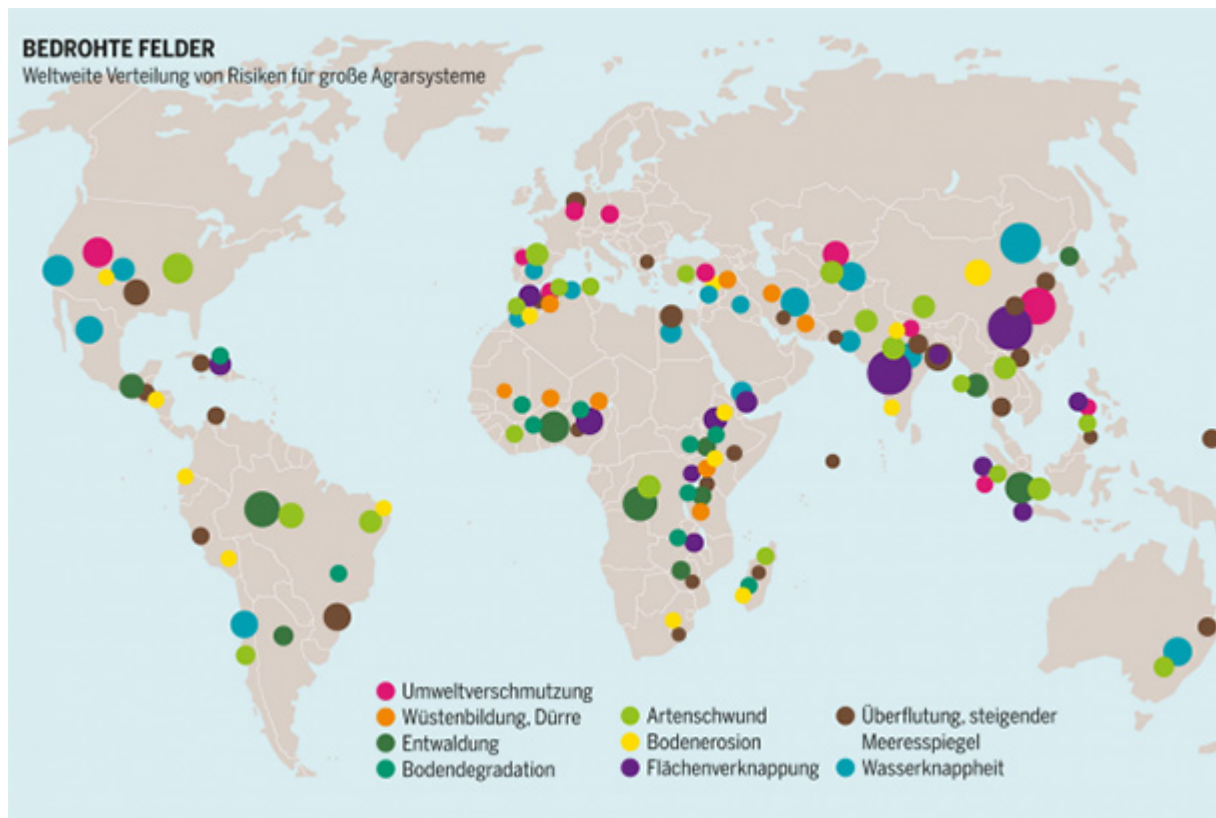 BEDROHTE FELDER
Weltweite Verteilung von Risiken für große Agrarsysteme
Umweltverschmutzung
Wüstenbildung, Dürre
Entwaldung
Bodendegradation
Artenschwund
Bodenerosion
Flächenverknappung
Überflutung, steigender
Meeresspiegel
Wasserknappheit